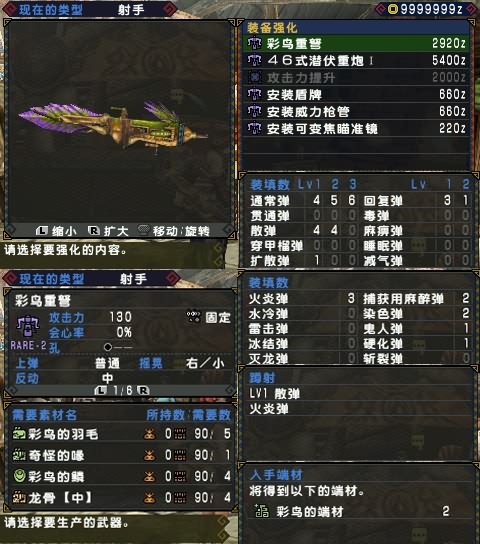 现在的类型 射手
9999999z
装备强化
彩鸟重弩 2920z
46式潜伏重炮Ⅰ 5400z
攻击力提升 2000z
安装盾牌 660z
安装威力枪管 660z
安装可变焦瞄准镜 220z
L 缩小 R 扩大 移动/旋转
请选择要强化的内容。
装填数 Lv1 2 3 Lv 1 2
通常弹 4 5 6 回复弹 3 1
贯通弹 毒弹
散弹 4 4 麻痹弹
穿甲榴弹 睡眠弹
扩散弹 1 减气弹
现在的类型 射手
彩鸟重弩
攻击力 130 固定
会心率 0%
RARE-2 孔 ●――
上弹 普通 摇晃 右/小
反动 中
L 1/6 R
装填数
火炎弹 3 捕获用麻醉弹 2
水冷弹 染色弹 2
雷击弹 鬼人弹 1
冰结弹 硬化弹 1
灭龙弹 斩裂弹
蹲射
LV1 散弹
火炎弹
需要素材名 所持数/需要数
彩鸟的羽毛 0 90/ 5
奇怪的喙 0 90/ 1
彩鸟的鳞 0 90/ 4
龙骨【中】 0 90/ 4
请选择要生产的武器。
入手端材
将得到以下的端材。
彩鸟的端材 2